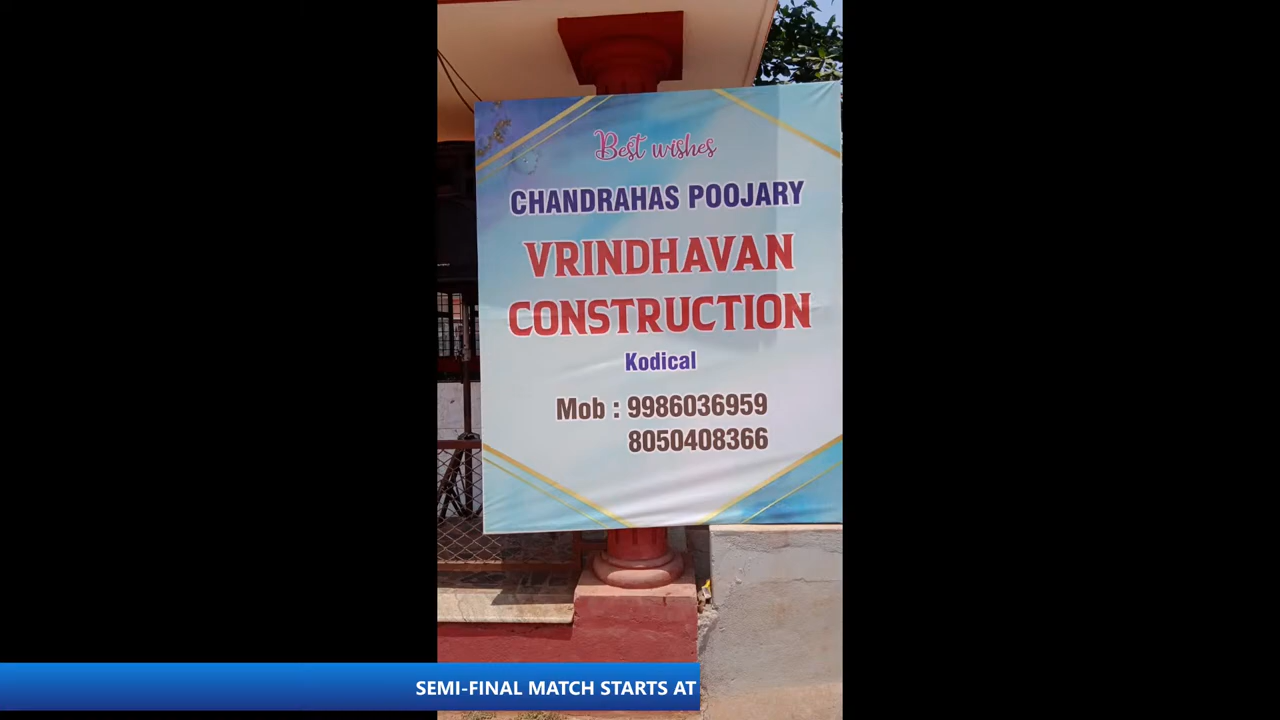 Best wishes
CHANDRAHAS POOJARY
VRINDHAVAN
CONSTRUCTION
Kodical
Mob : 9986036959
8050408366
SEMI-FINAL MATCH STARTS AT